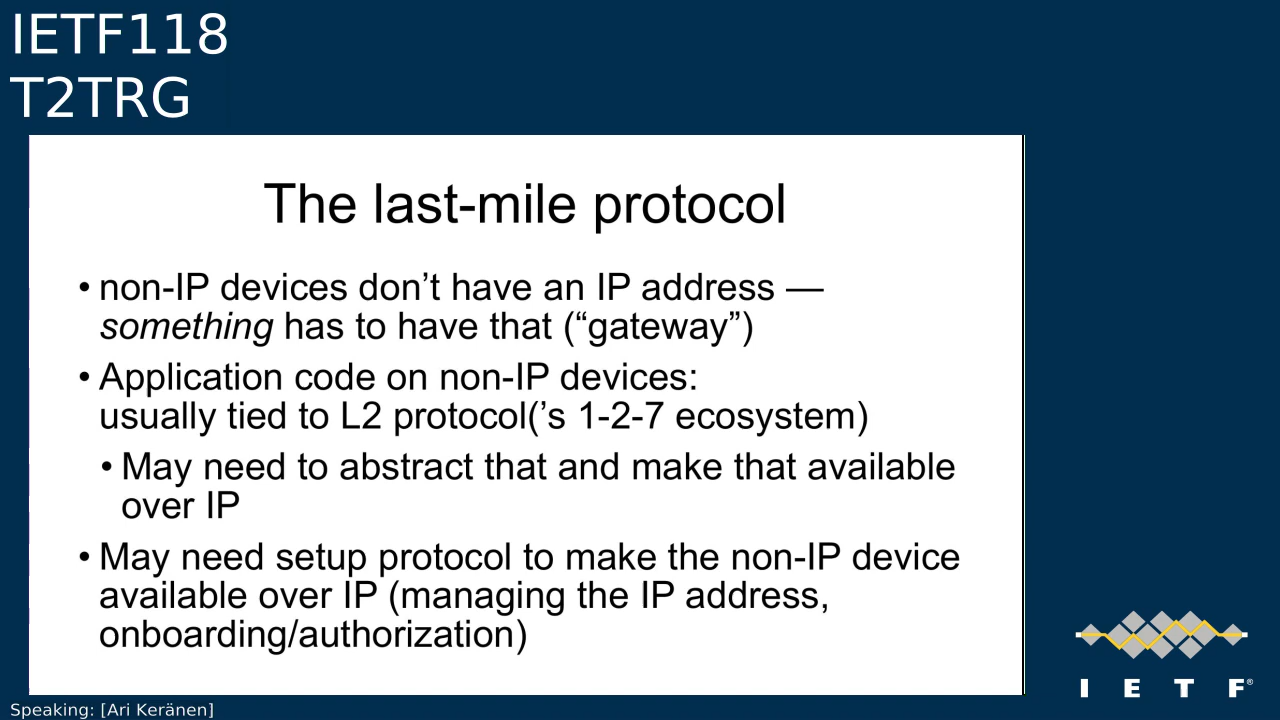 IETF118
T2TRG
The last-mile protocol
• non-IP devices don’t have an IP address —
something has to have that (“gateway”)
• Application code on non-IP devices:
usually tied to L2 protocol(’s 1-2-7 ecosystem)
• May need to abstract that and make that available
over IP
• May need setup protocol to make the non-IP device
available over IP (managing the IP address,
onboarding/authorization)
I E T F®
Speaking: [Ari Keränen]